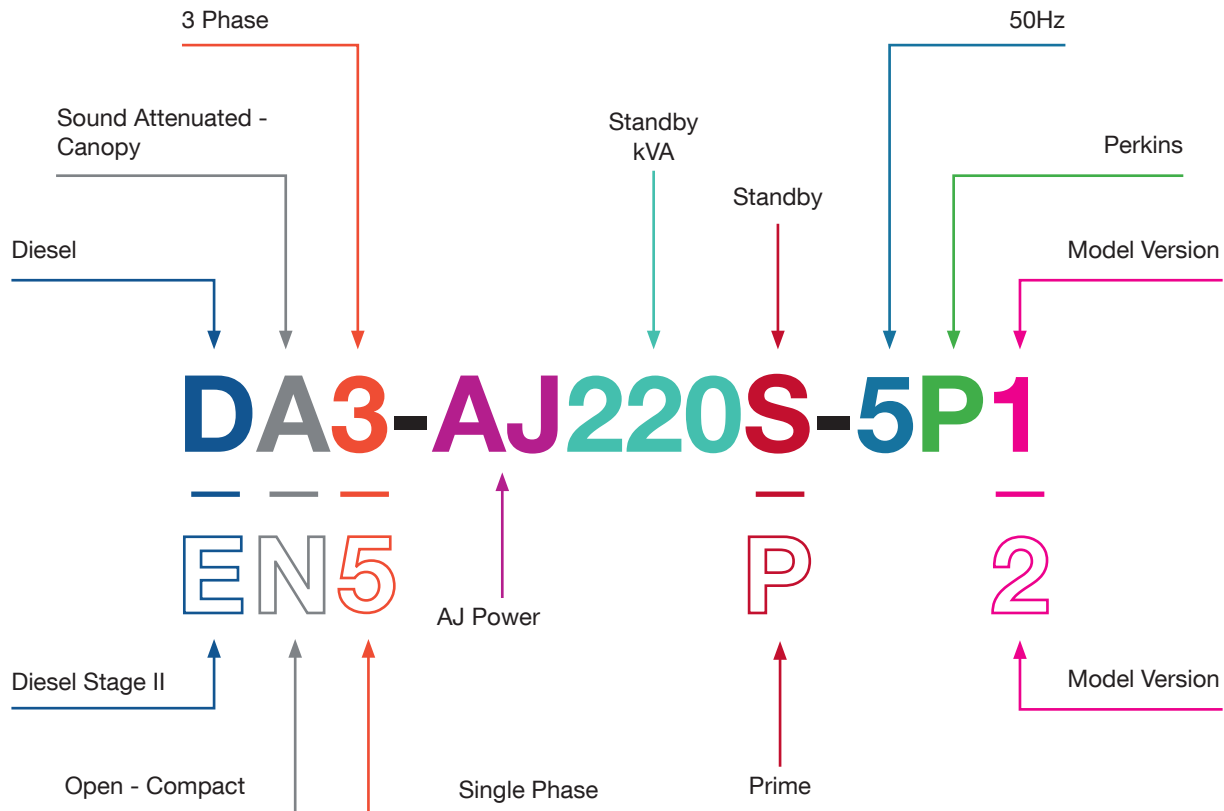 3 Phase
50Hz
Sound Attenuated -
Canopy
Standby
kVA
Perkins
Standby
Diesel
Model Version
DA3-AJ220S-5P1
EN5
P
2
AJ Power
Diesel Stage II
Model Version
Open - Compact
Single Phase
Prime